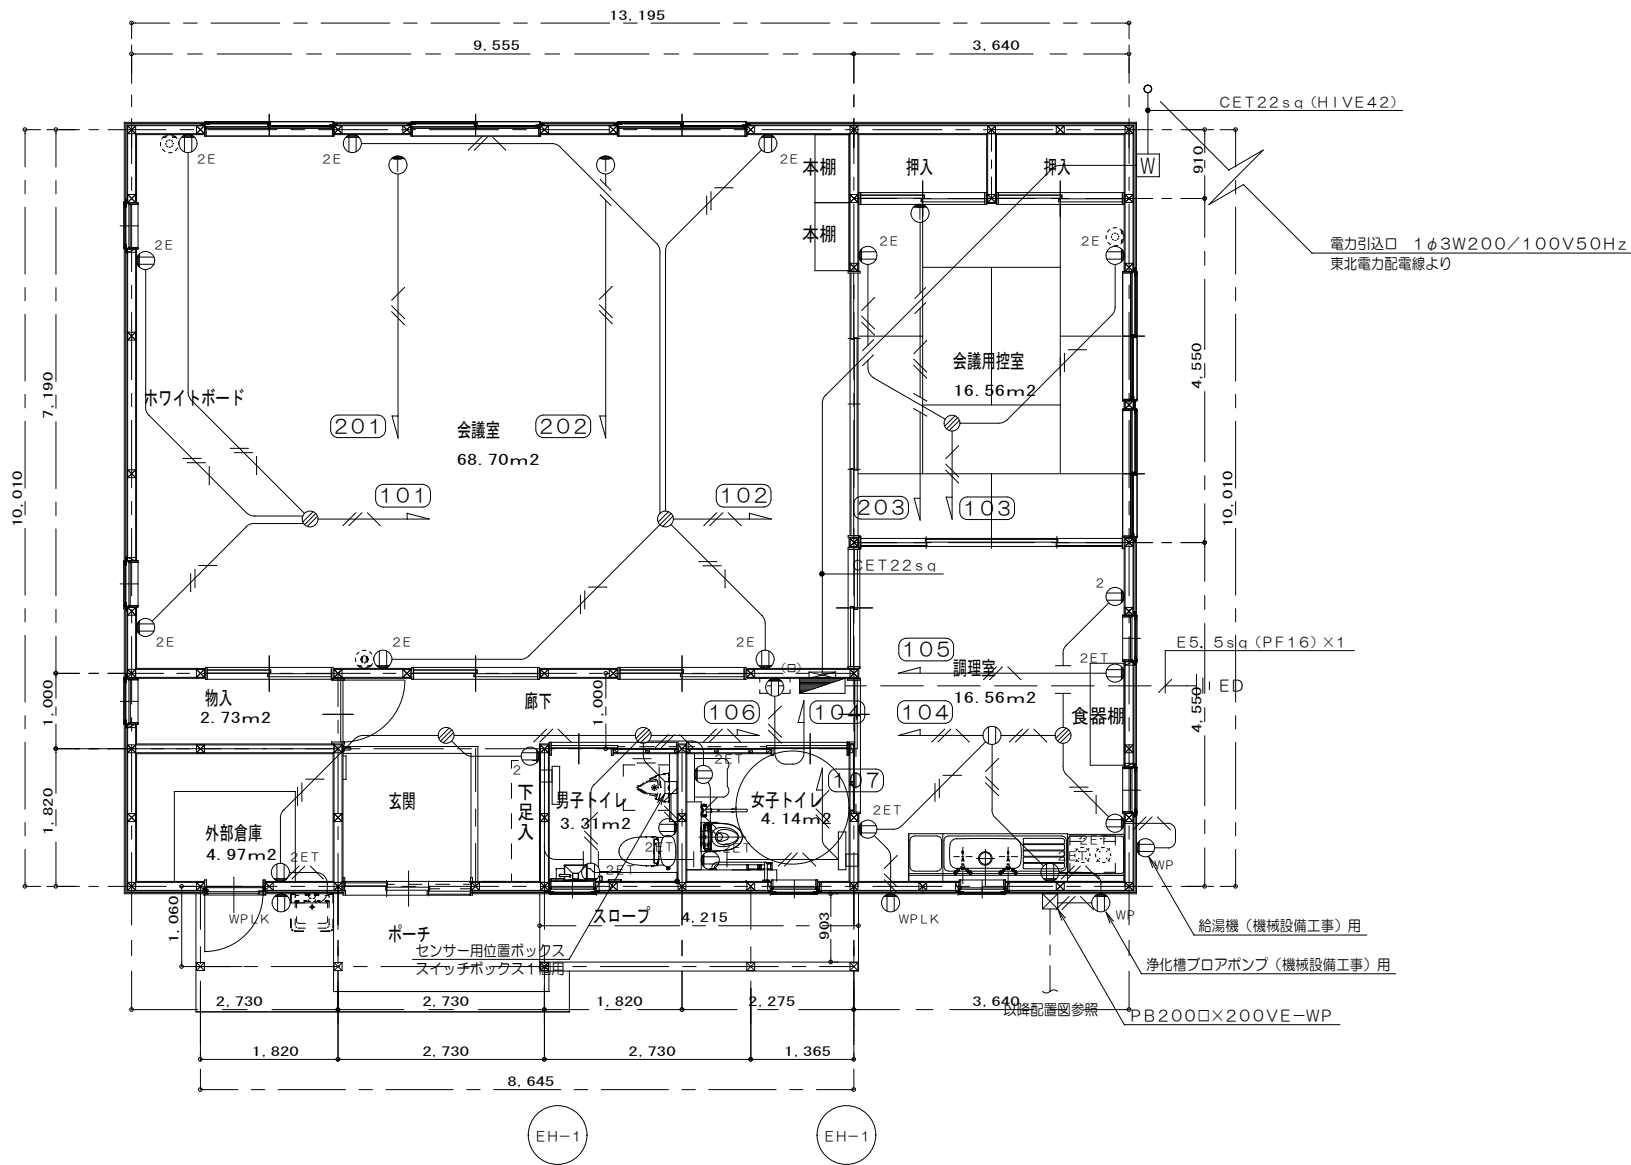 13,195
9,555
3,640
CET22sq(HIVE42)
2E
2E
2E
本棚
押入
押入
W
910
本棚
2E
2E
2E
電力引込口 1φ3W200/100V50Hz
東北電力配電線より
会議用控室
16.56m2
4,550
7,190
ホワイトボード
201
会議室
202
68.70m2
101
102
203
103
10,010
10,010
CET22sq
2
2E
2E
2E
E5.5sq(PF16)×1
105
調理室
2ET
(ロ)
物入
2.73m2
廊下
1,000
1,000
16.56m2
ED
4,550
106
104
104
食器棚
2
2ET
107
玄関
下足入
男子トイレ
3.31m2
女子トイレ
4.14m2
1,820
外部倉庫
4.97m2
2ET
2ET
2ET
2ET
2ET
2ET
2ET
WP
WPLK
1,060
ポーチ
スロープ
4,215
903
WPLK
WP
給湯機(機械設備工事)用
センサー用位置ボックス
スイッチボックス1個用
浄化槽ブロアポンプ(機械設備工事)用
2,730
2,730
1,820
2,275
3,640
以降配置図参照
PB200□×200VE-WP
1,820
2,730
2,730
1,365
8,645
EH-1
EH-1